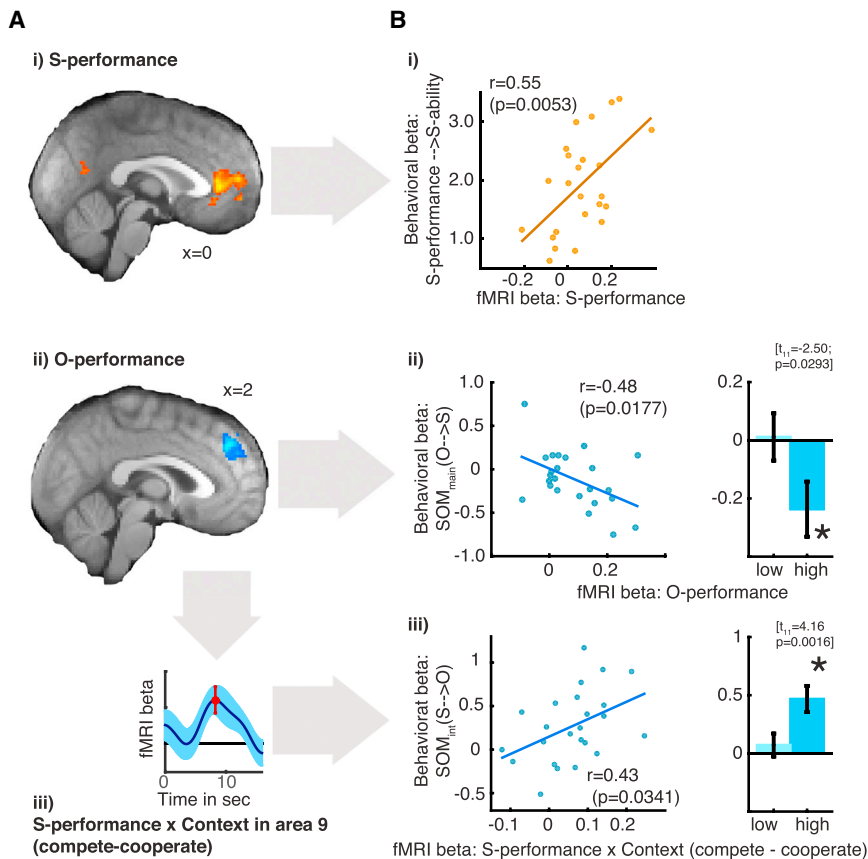 A
B
i) S-performance
x=0
i)
r=0.55
(p=0.0053)
Behavioral beta:
S-performance -->S-ability
3.0
2.0
1.0
-0.2 0 0.2
fMRI beta: S-performance
ii) O-performance
x=2
ii)
r=-0.48
(p=0.0177)
Behavioral beta:
SOMmain(O-->S)
1.0
0.5
0
-0.5
-1.0
0 0.2
[t11=-2.50;
p=0.0293]
0.2
0
-0.2
*
low high
fMRI beta: O-performance
fMRI beta
0 10
Time in sec
iii)
S-performance x Context in area 9
(compete-cooperate)
iii)
Behaviorat beta:
SOMint(S-->O)
1
0.5
0
-0.5
r=0.43
(p=0.0341)
-0.1 0 0.1 0.2
[t11=4.16
p=0.0016]
*
1
0
low high
fMRI beta: S-performance x Context (compete - cooperate)